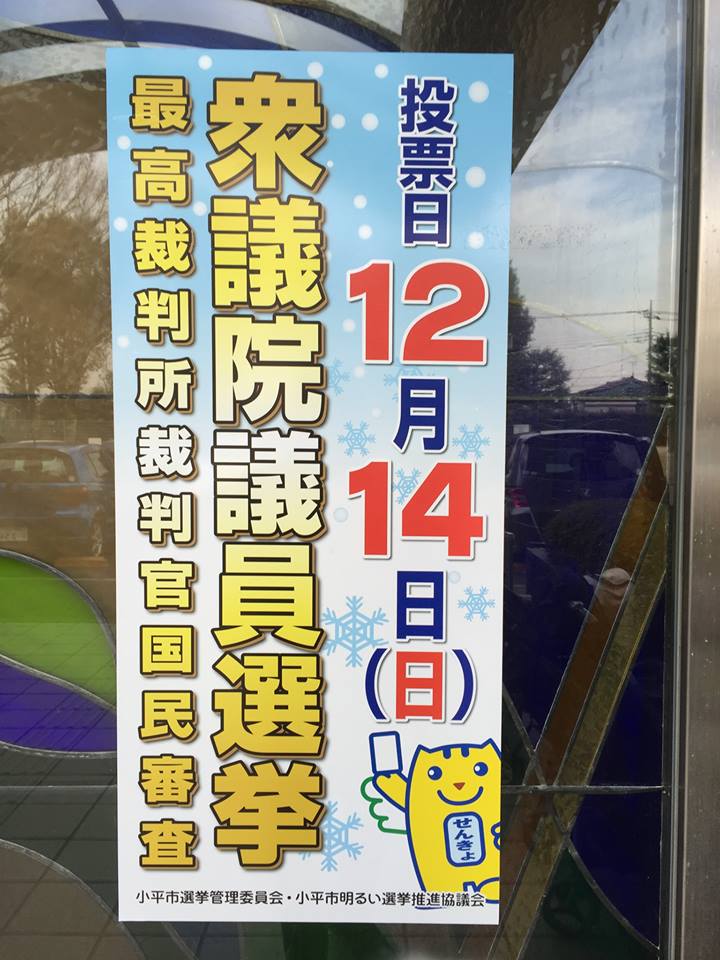 投票日
12月14日(日)
衆議院議員選挙
最高裁判所裁判官国民審査
せんきょ
小平市選挙管理委員会・小平市明るい選挙推進協議会